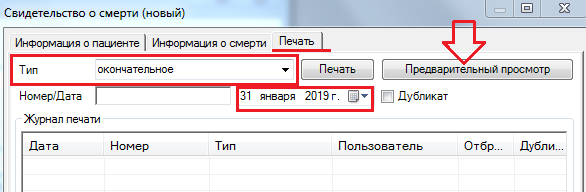 Свидетельство о смерти (новый)
Информация о пациенте Информация о смерти Печать
Тип окончательное Печать Предварительный просмотр
Номер/Дата 31 января 2019 г. Дубликат
Журнал печати
Дата Номер Тип Пользователь Отбр... Дубли...